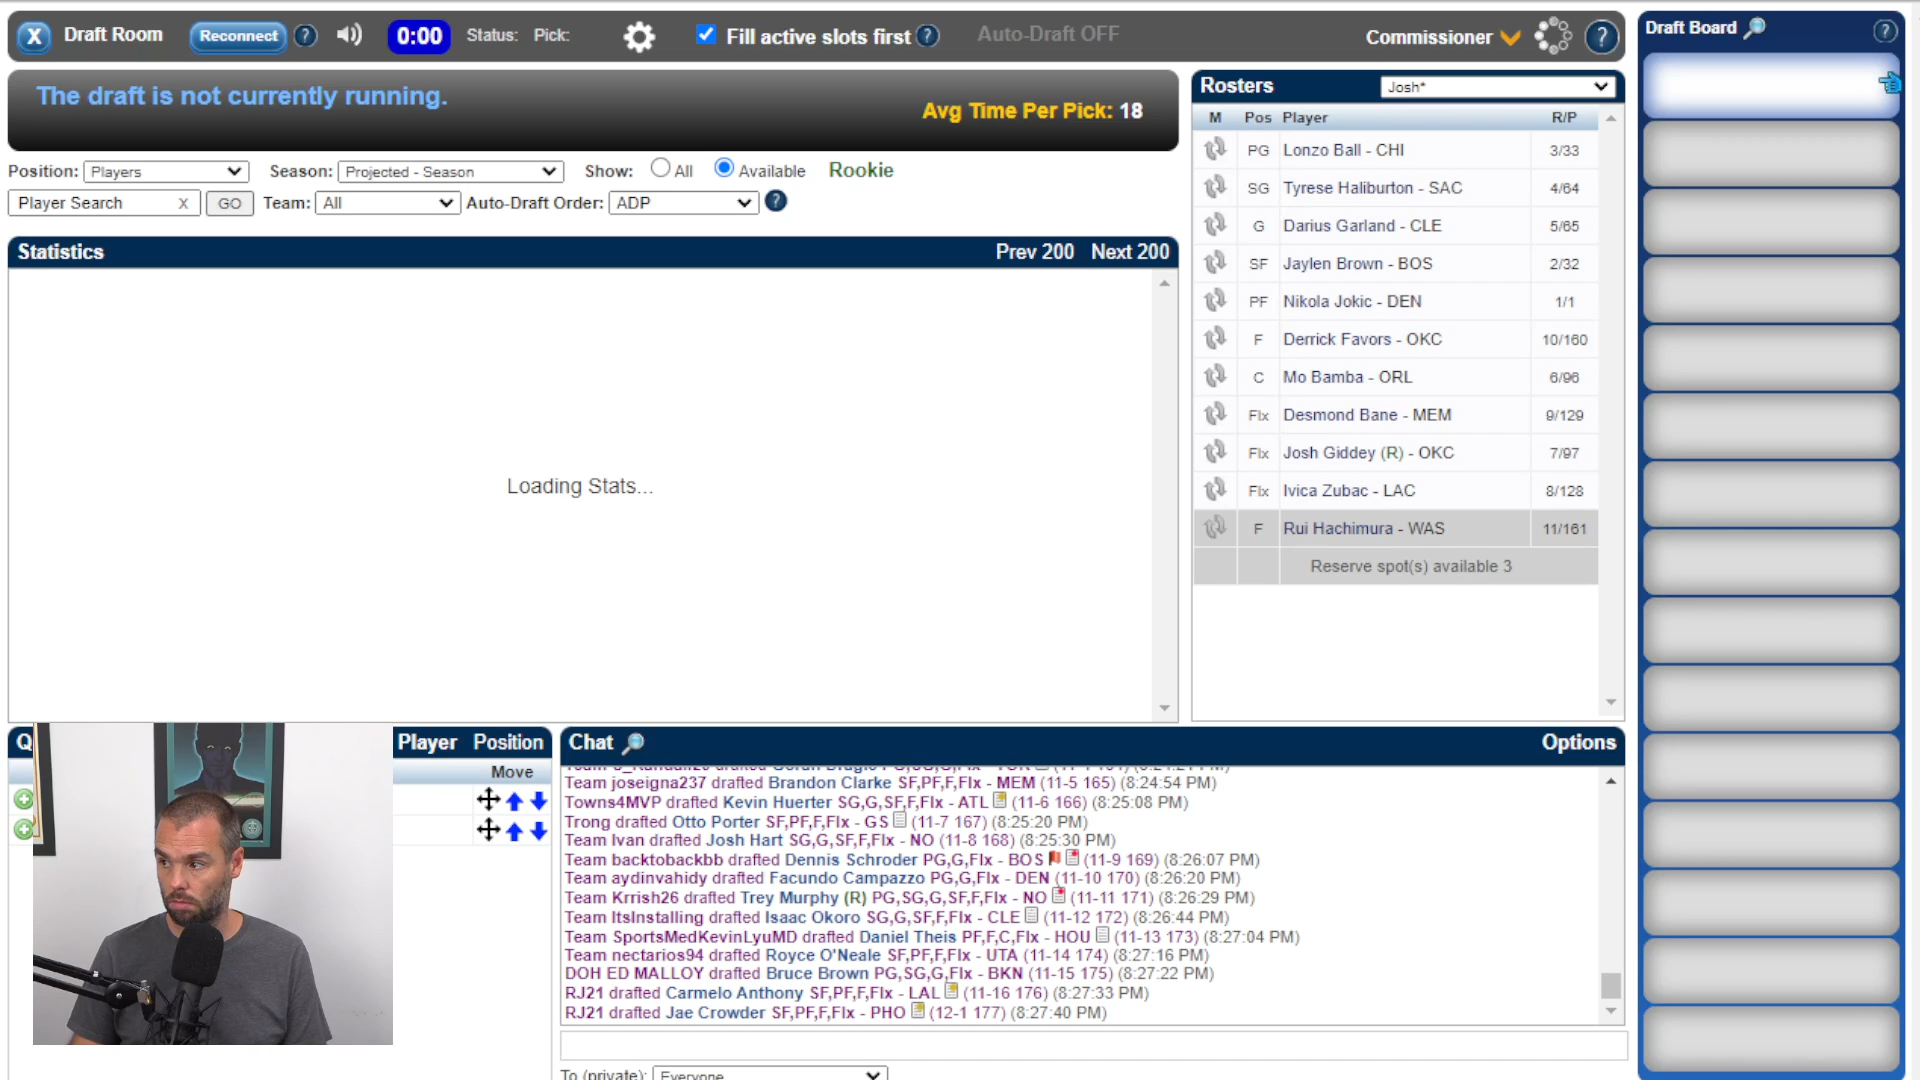 X Draft Room Reconnect ? 0:00 Status: Pick: Fill active slots first ? Auto-Draft OFF Commissioner ?
The draft is not currently running.
Avg Time Per Pick: 18
Position: Players Season: Projected - Season Show: All Available Rookie
Player Search X GO Team: All Auto-Draft Order: ADP ?
Statistics Prev 200 Next 200
Loading Stats...
Rosters Josh*
M Pos Player R/P
PG Lonzo Ball - CHI 3/33
SG Tyrese Haliburton - SAC 4/64
G Darius Garland - CLE 5/65
SF Jaylen Brown - BOS 2/32
PF Nikola Jokic - DEN 1/1
F Derrick Favors - OKC 10/160
C Mo Bamba - ORL 6/96
Flx Desmond Bane - MEM 9/129
Flx Josh Giddey (R) - OKC 7/97
Flx Ivica Zubac - LAC 8/128
F Rui Hachimura - WAS 11/161
Reserve spot(s) available 3
Draft Board ?
Q Player Position
Move
Chat Options
Team joseigna237 drafted Brandon Clarke SF,PF,F,Flx - MEM (11-5 165) (8:24:54 PM)
Towns4MVP drafted Kevin Huerter SG,G,SF,F,Flx - ATL (11-6 166) (8:25:08 PM)
Trong drafted Otto Porter SF,PF,F,Flx - GS (11-7 167) (8:25:20 PM)
Team Ivan drafted Josh Hart SG,G,SF,F,Flx - NO (11-8 168) (8:25:30 PM)
Team backtobackbb drafted Dennis Schroder PG,G,Flx - BOS (11-9 169) (8:26:07 PM)
Team aydinvahidy drafted Facundo Campazzo PG,G,Flx - DEN (11-10 170) (8:26:20 PM)
Team Krrish26 drafted Trey Murphy (R) PG,SG,G,SF,F,Flx - NO (11-11 171) (8:26:29 PM)
Team ItsInstalling drafted Isaac Okoro SG,G,SF,F,Flx - CLE (11-12 172) (8:26:44 PM)
Team SportsMedKevinLyuMD drafted Daniel Theis PF,F,C,Flx - HOU (11-13 173) (8:27:04 PM)
Team nectarios94 drafted Royce O'Neale SF,PF,F,Flx - UTA (11-14 174) (8:27:16 PM)
DOH ED MALLOY drafted Bruce Brown PG,SG,G,Flx - BKN (11-15 175) (8:27:22 PM)
RJ21 drafted Carmelo Anthony SF,PF,F,Flx - LAL (11-16 176) (8:27:33 PM)
RJ21 drafted Jae Crowder SF,PF,F,Flx - PHO (12-1 177) (8:27:40 PM)
To (private): Everyone